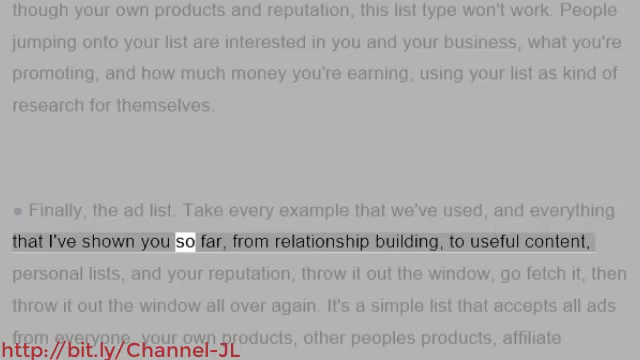 though your own products and reputation, this list type won't work. People
jumping onto your list are interested in you and your business, what you're
promoting, and how much money you're earning, using your list as kind of
research for themselves.
● Finally, the ad list. Take every example that we've used, and everything
that I've shown you so far, from relationship building, to useful content,
personal lists, and your reputation, throw it out the window, go fetch it, then
throw it out the window all over again. It's a simple list that accepts all ads
from everyone, your own products, other peoples products, affiliate
http://bit.ly/Channel-JL